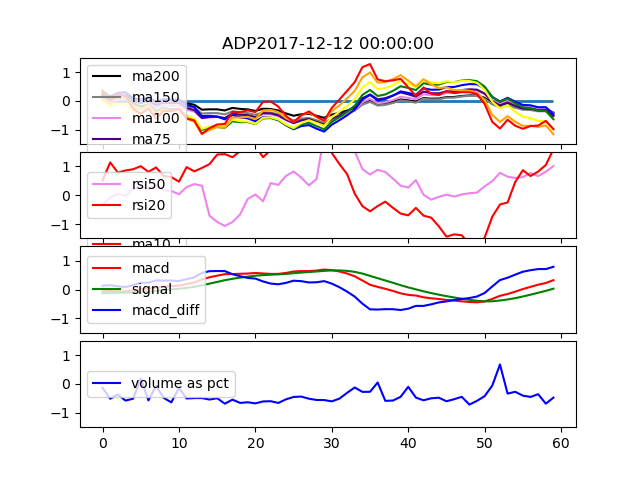 ADP2017-12-12 00:00:00
1
0
−1
ma200
ma150
ma100
ma75
1
0
−1
rsi50
rsi20
ma10
1
0
−1
macd
signal
macd_diff
1
0
−1
volume as pct
0 10 20 30 40 50 60